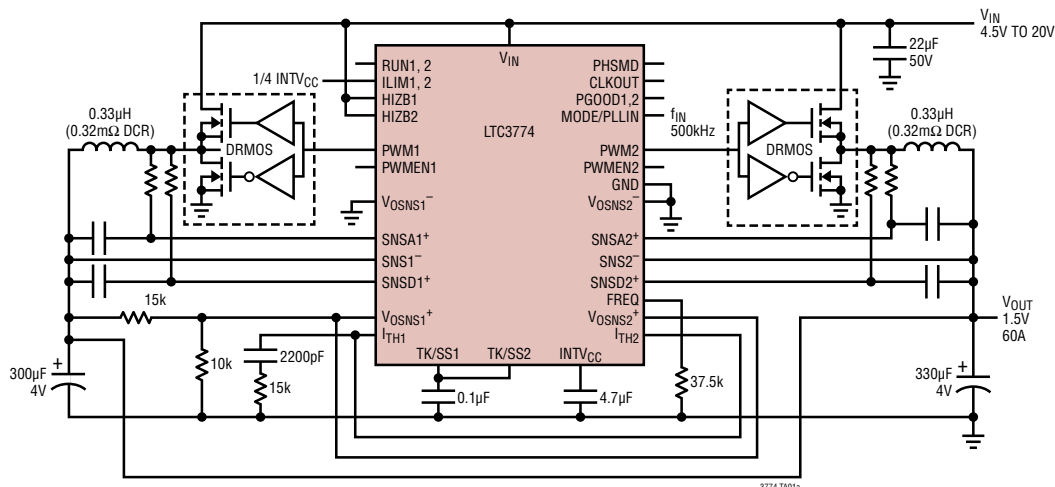 V_IN
4.5V TO 20V
22µF
50V
V_IN
RUN1, 2
ILIM1, 2
HIZB1
HIZB2
PWM1
PWMEN1
V_OSNS1^–
SNSA1^+
SNS1^–
SNSD1^+
V_OSNS1^+
I_TH1
TK/SS1
TK/SS2
INTV_CC
LTC3774
PHSMD
CLKOUT
PGOOD1,2
MODE/PLLIN
PWM2
PWMEN2
GND
V_OSNS2^–
SNSA2^+
SNS2^–
SNSD2^+
FREQ
V_OSNS2^+
I_TH2
1/4 INTV_CC
0.33µH
(0.32mΩ DCR)
DRMOS
f_IN
500kHz
DRMOS
0.33µH
(0.32mΩ DCR)
15k
10k
2200pF
15k
300µF
4V
+
0.1µF
4.7µF
37.5k
V_OUT
1.5V
60A
330µF
4V
+
3774 TA01a